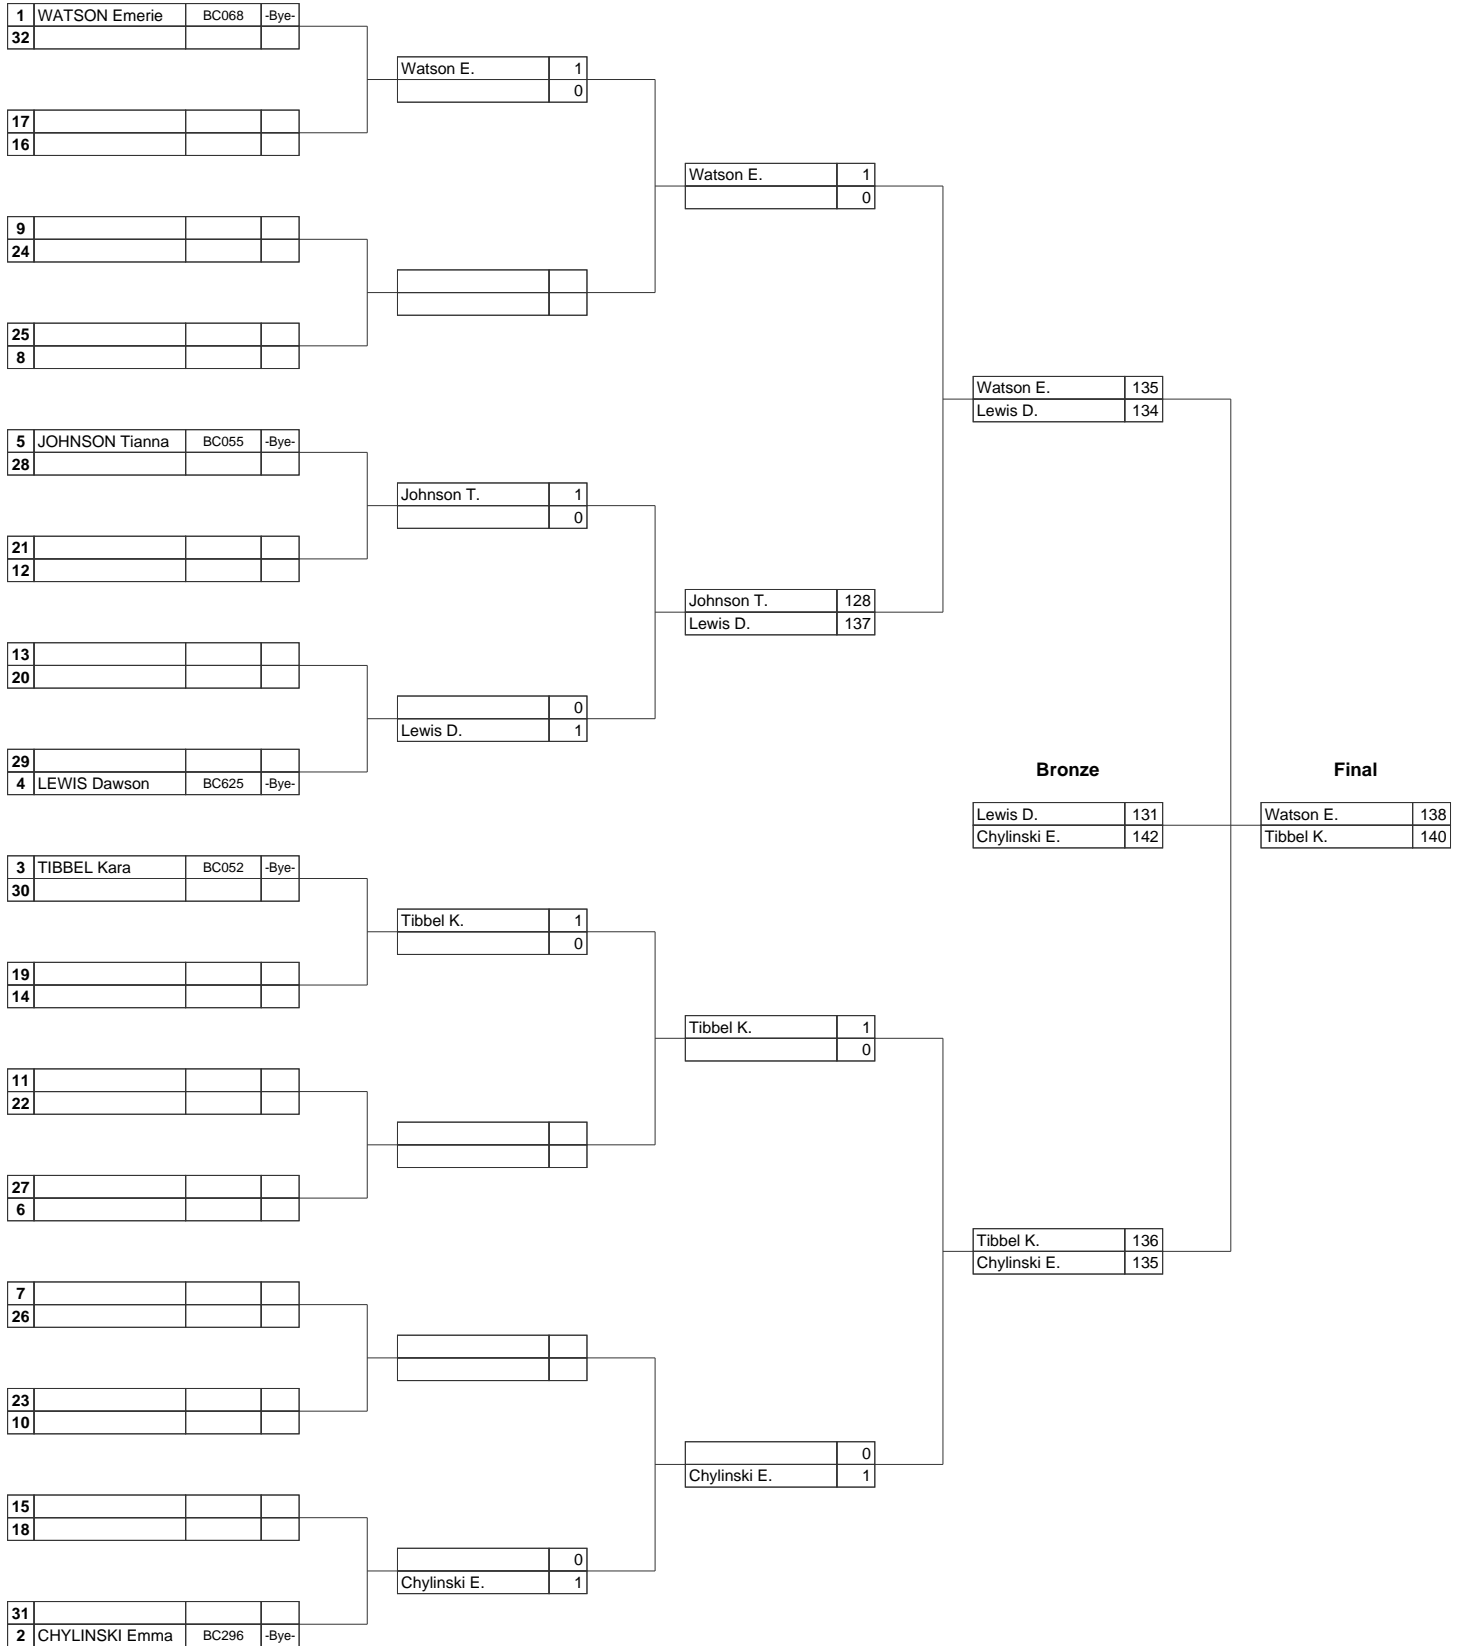 1 WATSON Emerie BC068 -Bye-
32
17
16
9
24
25
8
5 JOHNSON Tianna BC055 -Bye-
28
21
12
13
20
29
4 LEWIS Dawson BC625 -Bye-
3 TIBBEL Kara BC052 -Bye-
30
19
14
11
22
27
6
7
26
23
10
15
18
31
2 CHYLINSKI Emma BC296 -Bye-
Watson E. 1
0
Johnson T. 1
0
0
Lewis D. 1
Tibbel K. 1
0
0
Chylinski E. 1
Watson E. 1
0
Johnson T. 128
Lewis D. 137
Tibbel K. 1
0
0
Chylinski E. 1
Watson E. 135
Lewis D. 134
Tibbel K. 136
Chylinski E. 135
Bronze
Lewis D. 131
Chylinski E. 142
Final
Watson E. 138
Tibbel K. 140